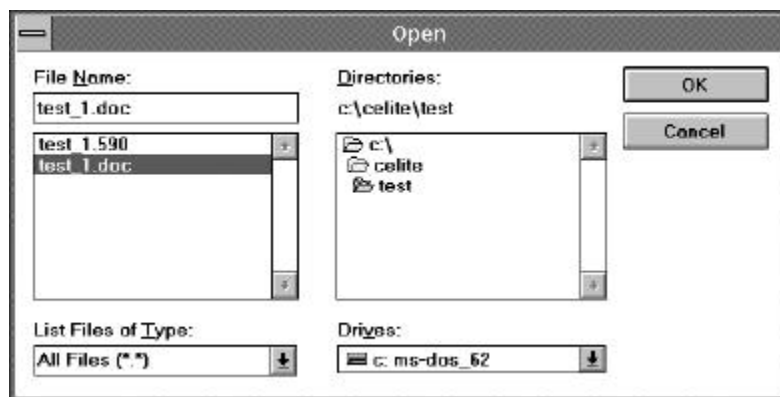 Open
File Name:
test_1.doc
test_1.590
test_1.doc
List Files of Type:
All Files (*.*)
Directories:
c:\celite\test
c:\
celite
test
Drives:
c: ms-dos_62
OK
Cancel